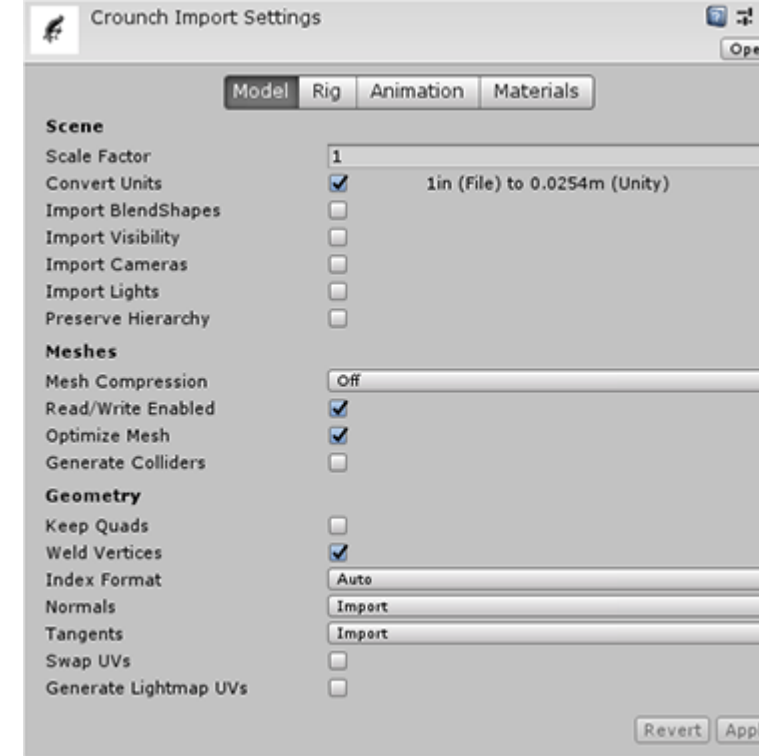 Crounch Import Settings
Ope
Model Rig Animation Materials
Scene
Scale Factor 1
Convert Units 1in (File) to 0.0254m (Unity)
Import BlendShapes
Import Visibility
Import Cameras
Import Lights
Preserve Hierarchy
Meshes
Mesh Compression Off
Read/Write Enabled
Optimize Mesh
Generate Colliders
Geometry
Keep Quads
Weld Vertices
Index Format Auto
Normals Import
Tangents Import
Swap UVs
Generate Lightmap UVs
Revert App